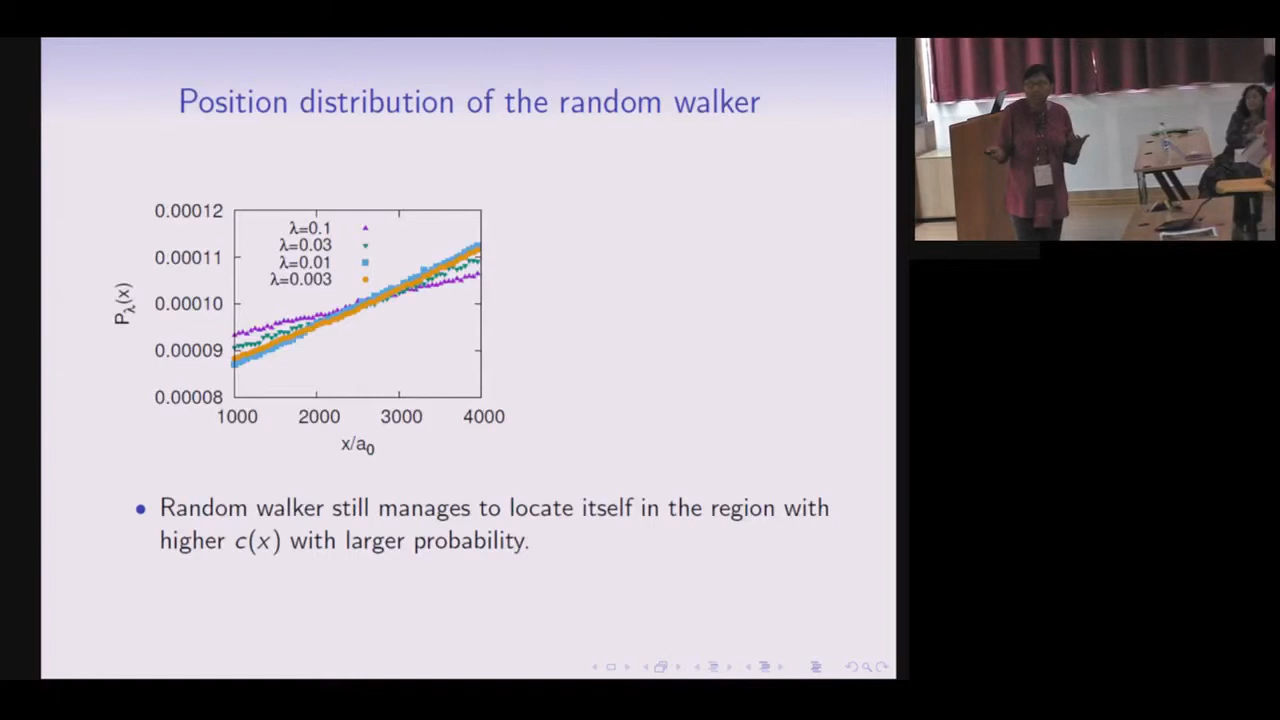 Position distribution of the random walker
0.00012
0.00011
0.00010
0.00009
0.00008
Pλ(x)
λ=0.1
λ=0.03
λ=0.01
λ=0.003
1000 2000 3000 4000
x/a0
• Random walker still manages to locate itself in the region with
higher c(x) with larger probability.